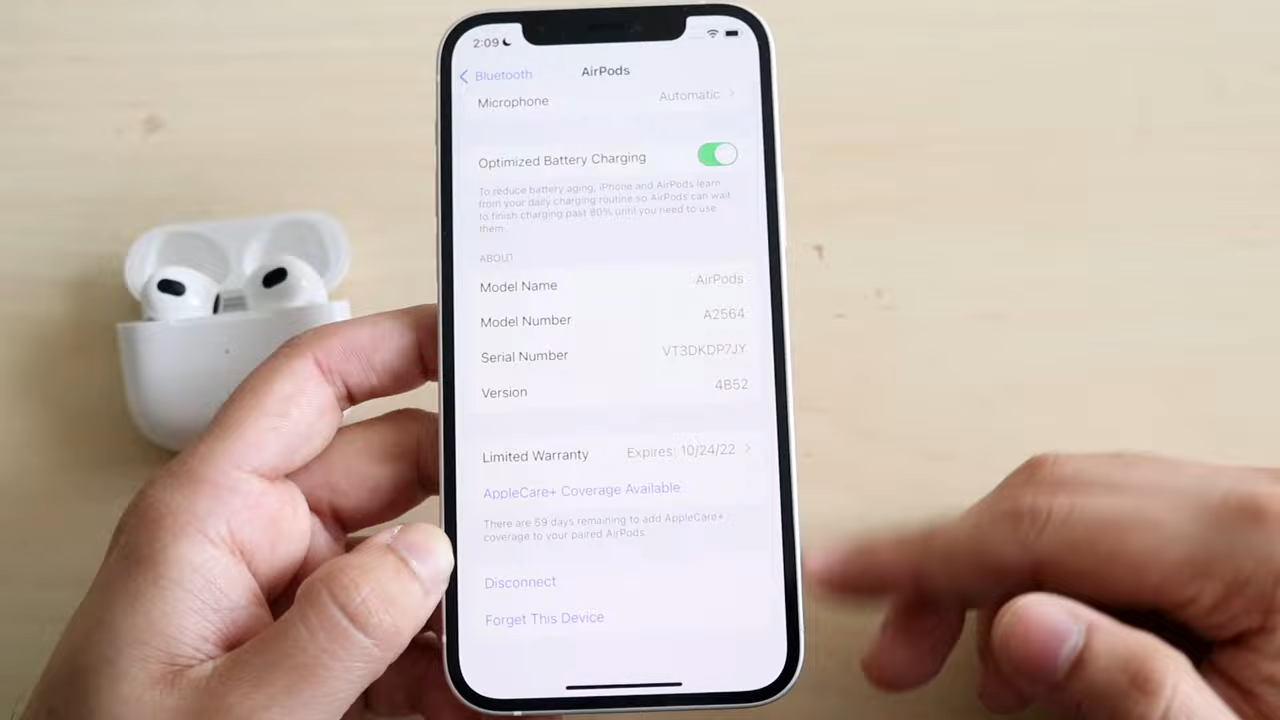 2:09
Bluetooth
AirPods
Microphone Automatic
Optimized Battery Charging
To reduce battery aging, iPhone and AirPods learn
from your daily charging routine so AirPods can wait
to finish charging past 80% until you need to use
them.
ABOUT
Model Name AirPods
Model Number A2564
Serial Number VT3DKDP7JY
Version 4B52
Limited Warranty Expires: 10/24/22
AppleCare+ Coverage Available
There are 59 days remaining to add AppleCare+
coverage to your paired AirPods.
Disconnect
Forget This Device